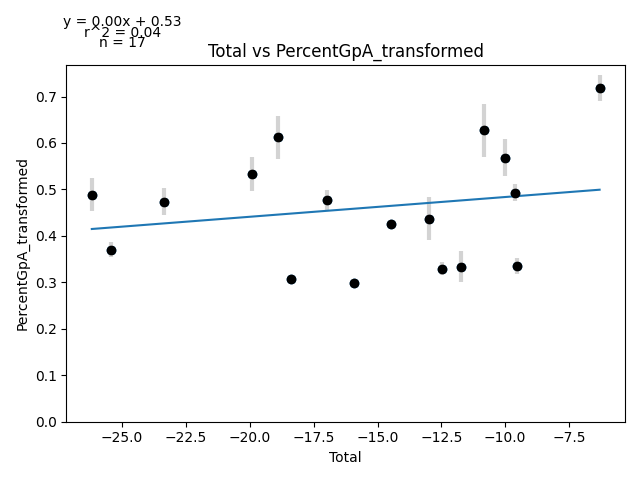 y = 0.00x + 0.53
r^2 = 0.04
n = 17
Total vs PercentGpA_transformed
PercentGpA_transformed
0.7
0.6
0.5
0.4
0.3
0.2
0.1
0.0
−25.0 −22.5 −20.0 −17.5 −15.0 −12.5 −10.0 −7.5
Total